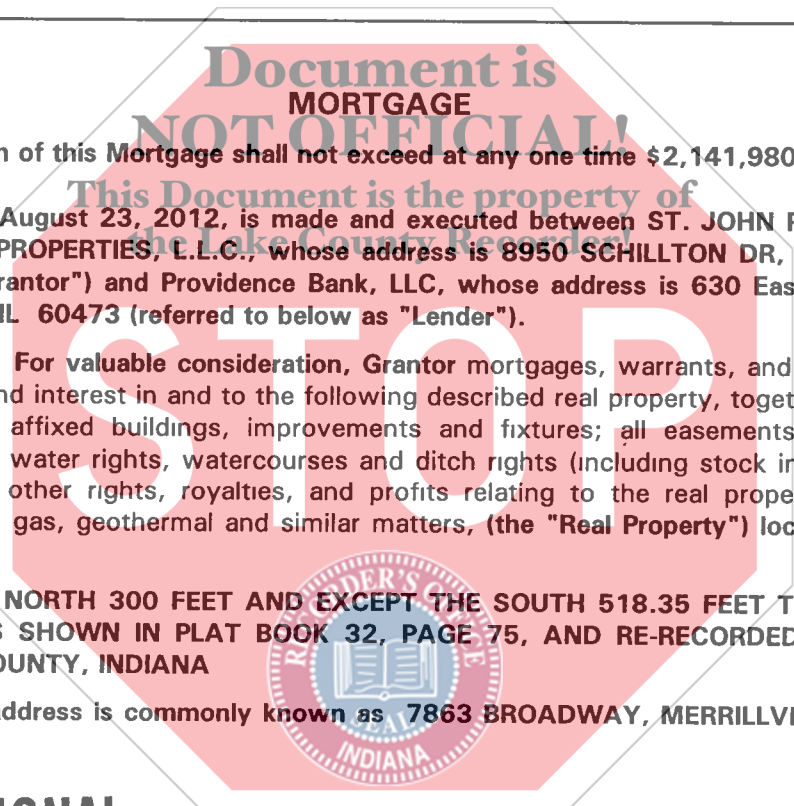 Document is
MORTGAGE
NOT OFFICIAL!
n of this Mortgage shall not exceed at any one time $2,141,980
This Document is the property of
August 23, 2012, is made and executed between ST. JOHN
the Lake County Recorder!
PROPERTIES, L.L.C., whose address is 8950 SCHILLTON DR,
rantor") and Providence Bank, LLC, whose address is 630 Eas
IL 60473 (referred to below as "Lender").
STOP
For valuable consideration, Grantor mortgages, warrants, and
nd interest in and to the following described real property, toget
affixed buildings, improvements and fixtures; all easements
water rights, watercourses and ditch rights (including stock in
other rights, royalties, and profits relating to the real prope
gas, geothermal and similar matters, (the "Real Property") loc
NORTH 300 FEET AND EXCEPT THE SOUTH 518.35 FEET T
S SHOWN IN PLAT BOOK 32, PAGE 75, AND RE-RECORDED
OUNTY, INDIANA
address is commonly known as 7863 BROADWAY, MERRILLV
RECORDER'S OFFICE
SEAL
INDIANA